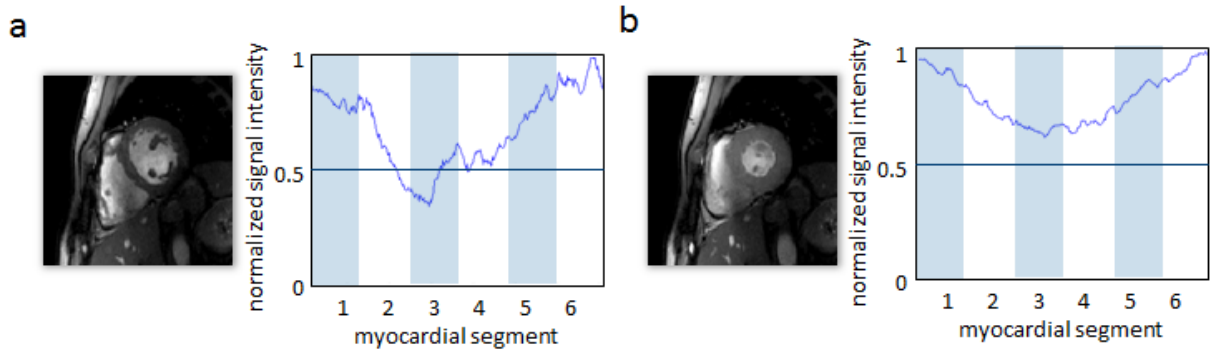 a
normalized signal intensity
1
0.5
0
1 2 3 4 5 6
myocardial segment
b
normalized signal intensity
1
0.5
0
1 2 3 4 5 6
myocardial segment